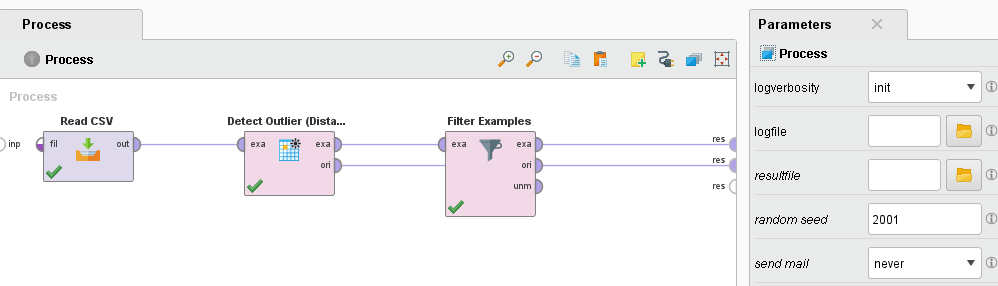 Process
Process
Process
Read CSV
Detect Outlier (Dista...
Filter Examples
inp
fil
out
exa
exa
ori
exa
exa
ori
unm
res
res
res
Parameters
Process
logverbosity
init
logfile
resultfile
random seed
2001
send mail
never